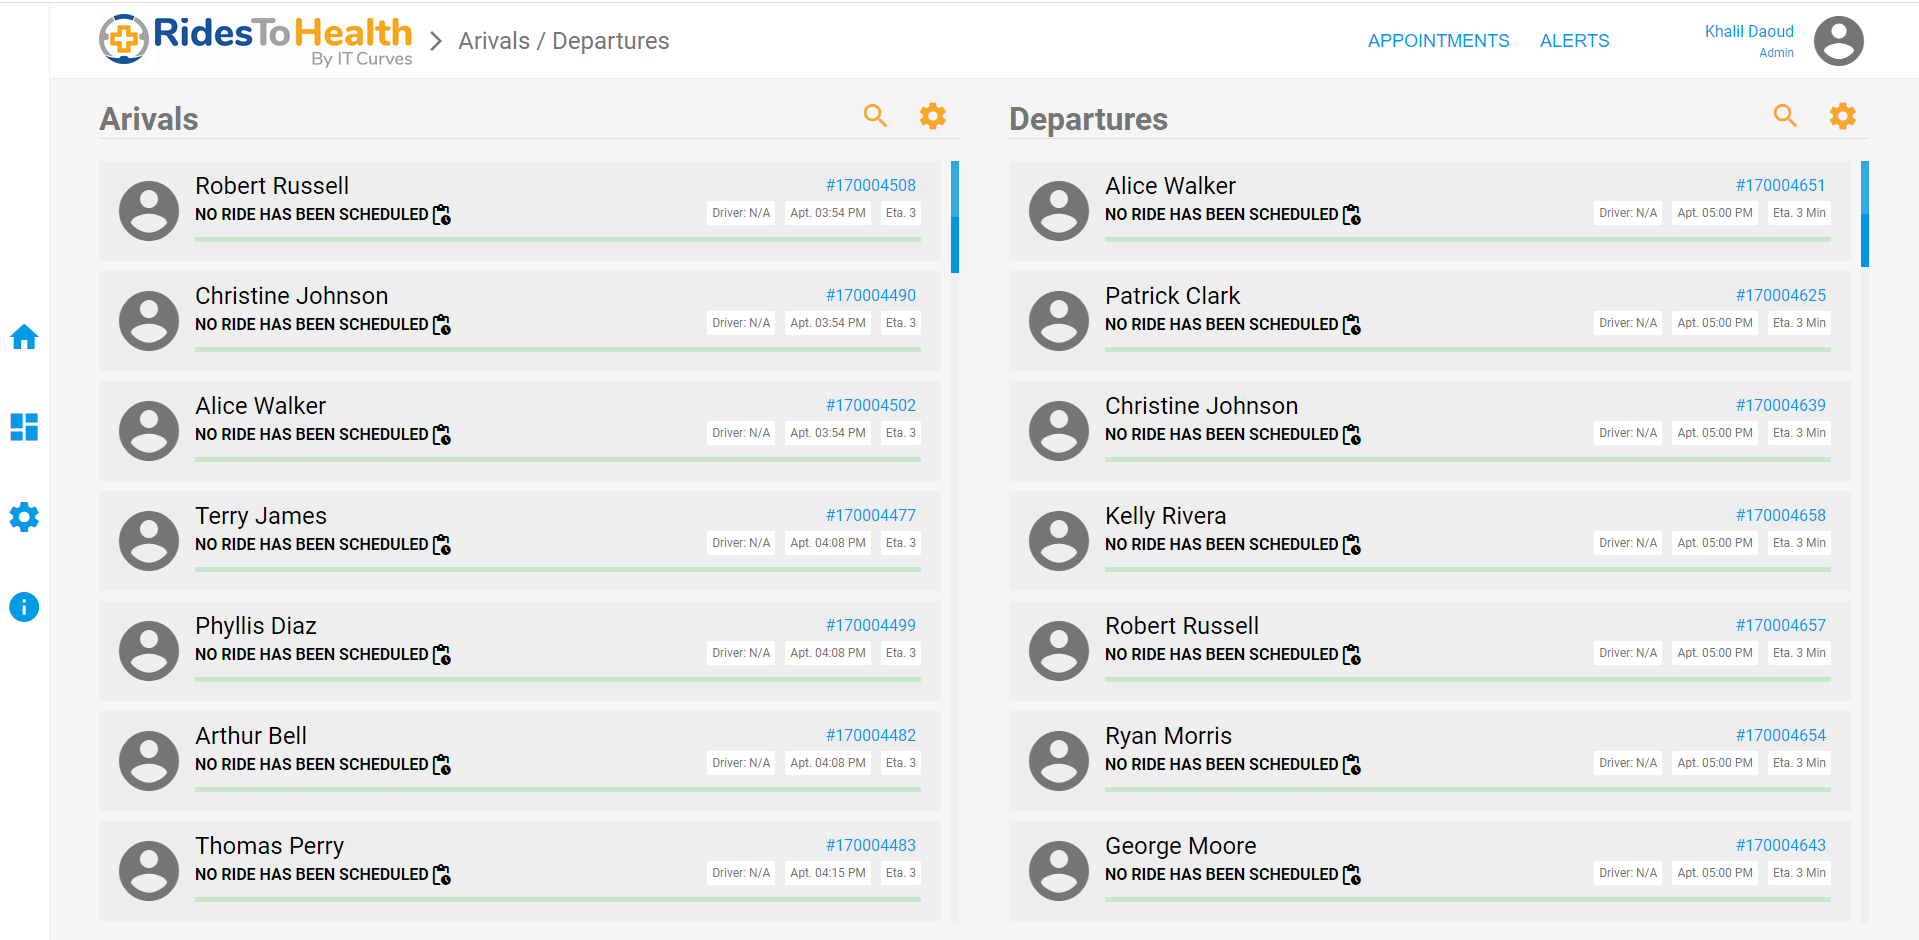 RidesToHealth
By IT Curves
Arivals / Departures
APPOINTMENTS
ALERTS
Khalil Daoud
Admin
Arivals
Robert Russell
#170004508
NO RIDE HAS BEEN SCHEDULED
Driver: N/A
Apt. 03:54 PM
Eta. 3
Christine Johnson
#170004490
NO RIDE HAS BEEN SCHEDULED
Driver: N/A
Apt. 03:54 PM
Eta. 3
Alice Walker
#170004502
NO RIDE HAS BEEN SCHEDULED
Driver: N/A
Apt. 03:54 PM
Eta. 3
Terry James
#170004477
NO RIDE HAS BEEN SCHEDULED
Driver: N/A
Apt. 04:08 PM
Eta. 3
Phyllis Diaz
#170004499
NO RIDE HAS BEEN SCHEDULED
Driver: N/A
Apt. 04:08 PM
Eta. 3
Arthur Bell
#170004482
NO RIDE HAS BEEN SCHEDULED
Driver: N/A
Apt. 04:08 PM
Eta. 3
Thomas Perry
#170004483
NO RIDE HAS BEEN SCHEDULED
Driver: N/A
Apt. 04:15 PM
Eta. 3
Departures
Alice Walker
#170004651
NO RIDE HAS BEEN SCHEDULED
Driver: N/A
Apt. 05:00 PM
Eta. 3 Min
Patrick Clark
#170004625
NO RIDE HAS BEEN SCHEDULED
Driver: N/A
Apt. 05:00 PM
Eta. 3 Min
Christine Johnson
#170004639
NO RIDE HAS BEEN SCHEDULED
Driver: N/A
Apt. 05:00 PM
Eta. 3 Min
Kelly Rivera
#170004658
NO RIDE HAS BEEN SCHEDULED
Driver: N/A
Apt. 05:00 PM
Eta. 3 Min
Robert Russell
#170004657
NO RIDE HAS BEEN SCHEDULED
Driver: N/A
Apt. 05:00 PM
Eta. 3 Min
Ryan Morris
#170004654
NO RIDE HAS BEEN SCHEDULED
Driver: N/A
Apt. 05:00 PM
Eta. 3 Min
George Moore
#170004643
NO RIDE HAS BEEN SCHEDULED
Driver: N/A
Apt. 05:00 PM
Eta. 3 Min